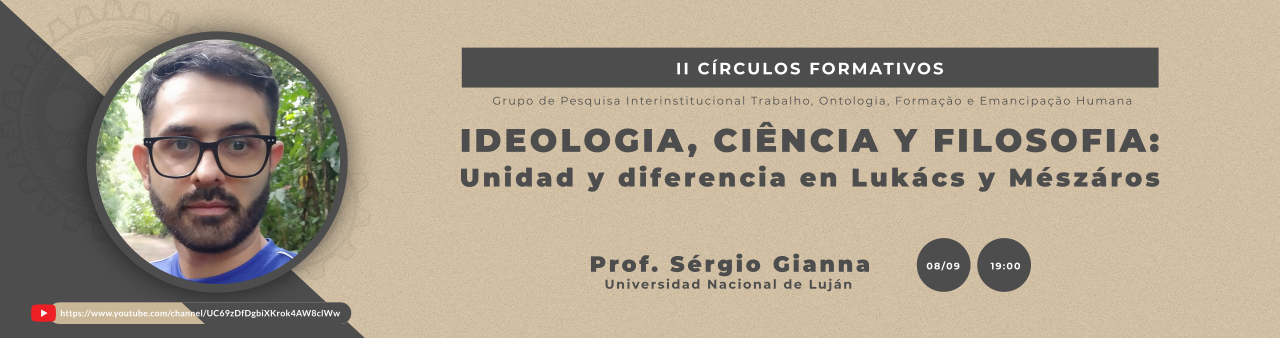 II CÍRCULOS FORMATIVOS
Grupo de Pesquisa Interinstitucional Trabalho, Ontologia, Formação e Emancipação Humana
IDEOLOGIA, CIÊNCIA Y FILOSOFIA:
Unidad y diferencia en Lukács y Mészáros
Prof. Sérgio Gianna
Universidad Nacional de Luján
08/09
19:00
https://www.youtube.com/channel/UC69zDfDgbiXKrok4AW8clWw